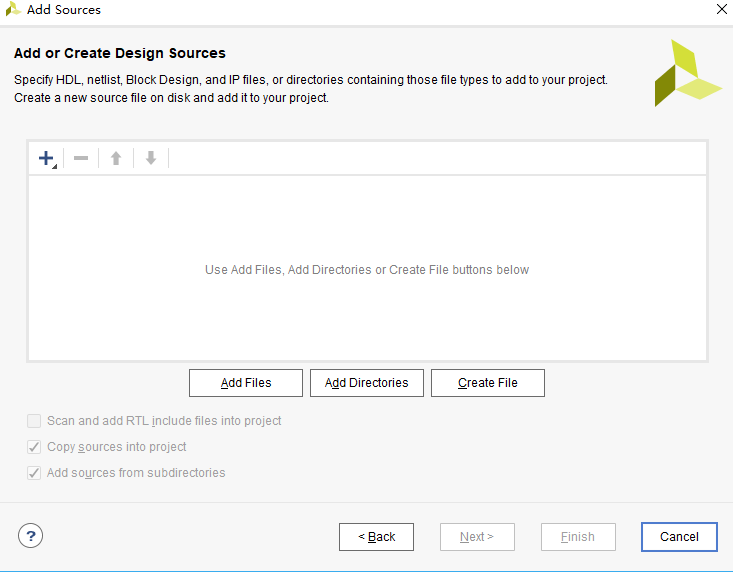 Add Sources
Add or Create Design Sources
Specify HDL, netlist, Block Design, and IP files, or directories containing those file types to add to your project.
Create a new source file on disk and add it to your project.
Use Add Files, Add Directories or Create File buttons below
Add Files
Add Directories
Create File
Scan and add RTL include files into project
Copy sources into project
Add sources from subdirectories
?
< Back
Next >
Finish
Cancel